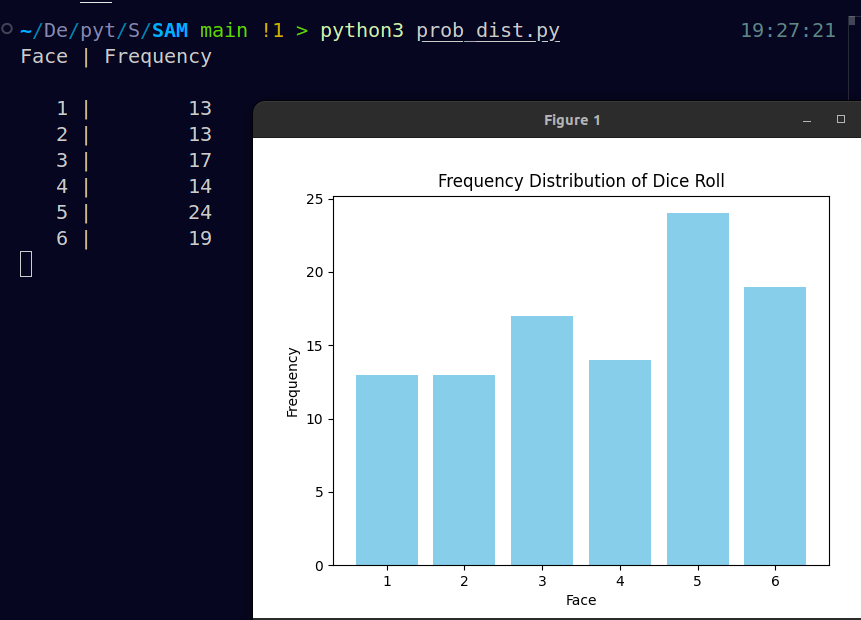 ~/De/pyt/S/SAM main !1 > python3 prob_dist.py 19:27:21
Face | Frequency
1 | 13
2 | 13
3 | 17
4 | 14
5 | 24
6 | 19
Figure 1
Frequency Distribution of Dice Roll
25
20
15
10
5
0
Frequency
1 2 3 4 5 6
Face